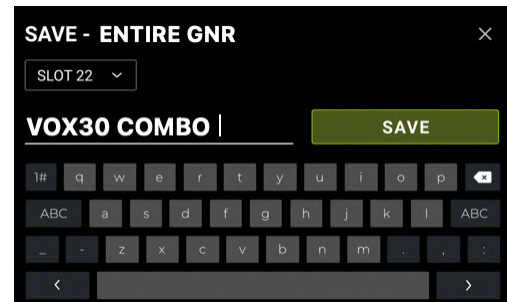 SAVE - ENTIRE GNR
SLOT 22
VOX30 COMBO
SAVE
1# q w e r t y u i o p
ABC a s d f g h j k l ABC
_ - z x c v b n m . , :